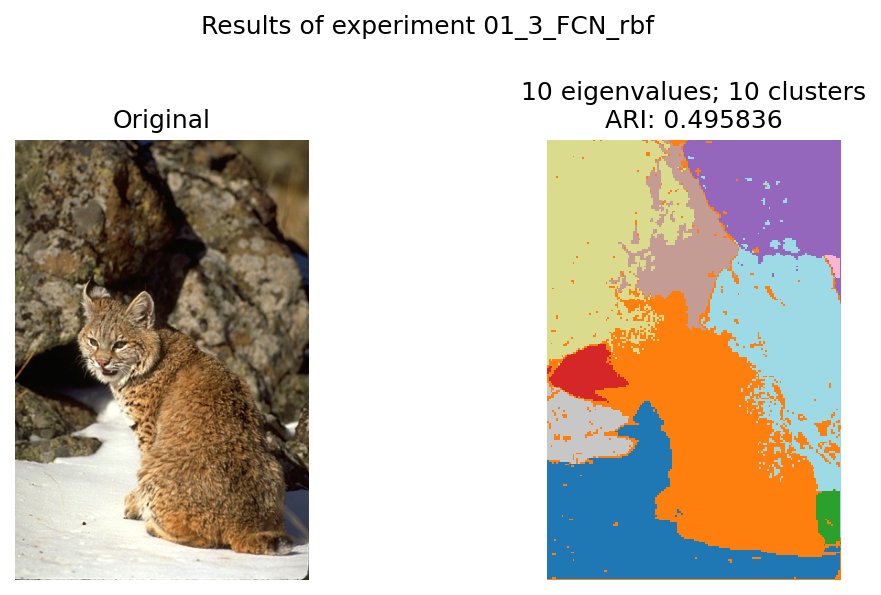 Results of experiment 01_3_FCN_rbf
Original
10 eigenvalues; 10 clusters
ARI: 0.495836